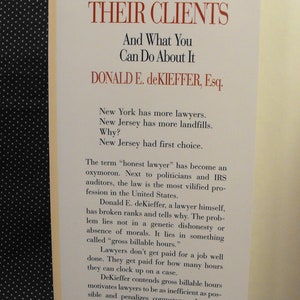 THEIR CLIENTS
And What You
Can Do About It
DONALD E. deKIEFFER, Esq.
New York has more lawyers.
New Jersey has more landfills.
Why?
New Jersey had first choice.
The term "honest lawyer" has become an
oxymoron. Next to politicians and IRS
auditors, the law is the most vilified pro-
fession in the United States.
Donald E. deKieffer, a lawyer himself,
has broken ranks and tells why. The prob-
lem lies not in a genetic dishonesty or
absence of morals. It lies in something
called "gross billable hours."
Lawyers don't get paid for a job well
done. They get paid for how many hours
they can clock up on a case.
DeKieffer contends gross billable hours
motivates lawyers to be as inefficient as pos-
sible and penalizes